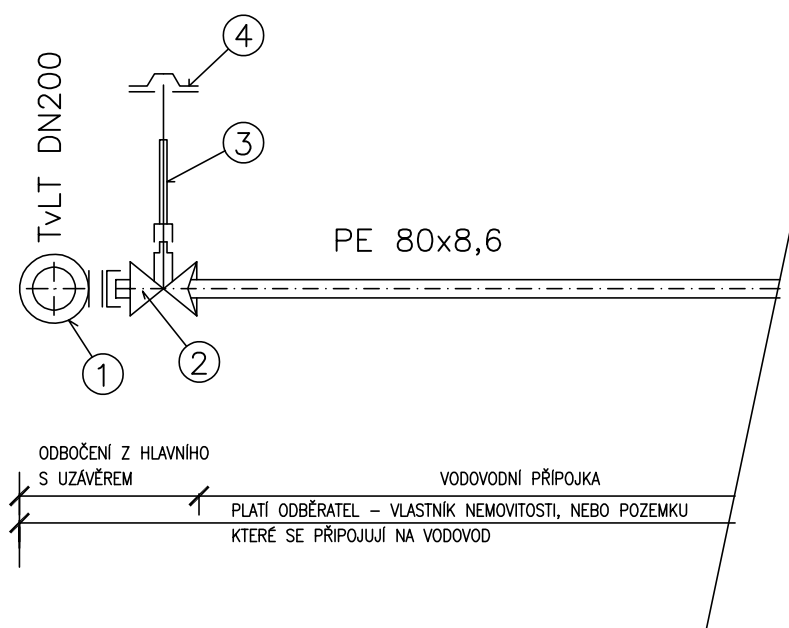 4
TvLT DN200
3
PE 80x8,6
1
2
ODBOČENÍ Z HLAVNÍHO
S UZÁVĚREM
VODOVODNÍ PŘÍPOJKA
PLATÍ ODBĚRATEL – VLASTNÍK NEMOVITOSTI, NEBO POZEMKU
KTERÉ SE PŘIPOJUJÍ NA VODOVOD